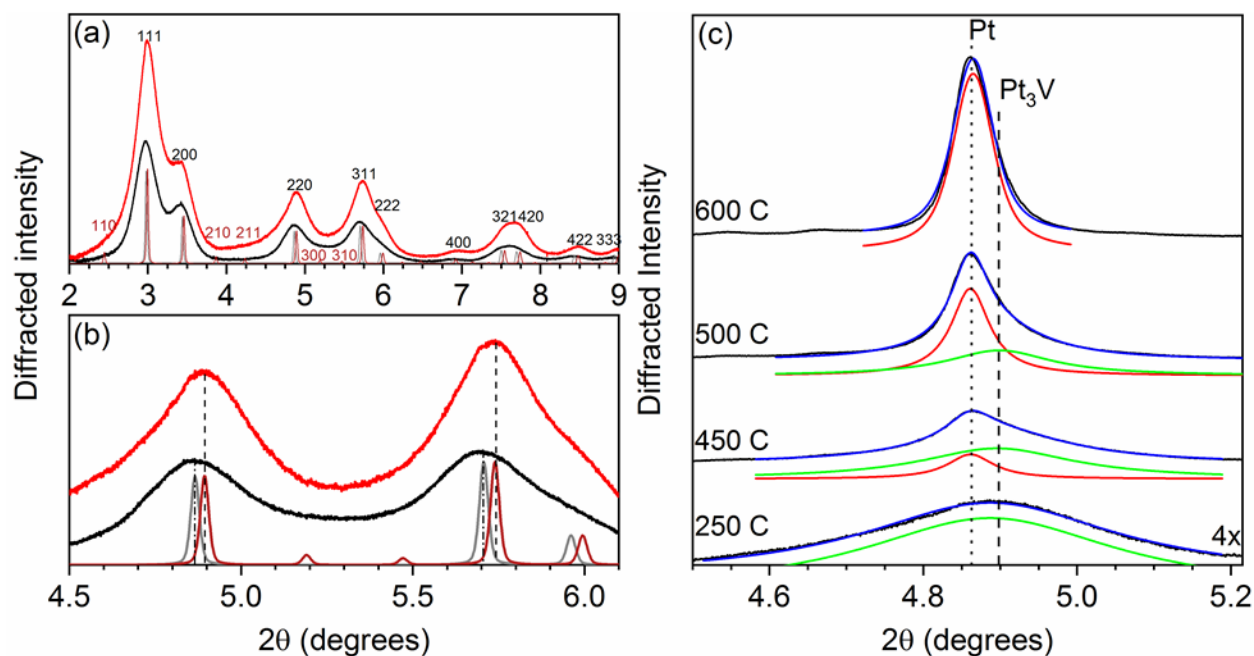 (a)
111
200
220
311
222
321420
400
422
333
110
210
211
300
310
2 3 4 5 6 7 8 9
Diffracted intensity
(b)
4.5 5.0 5.5 6.0
2θ (degrees)
(c)
Pt
Pt₃V
600 C
500 C
450 C
250 C
4x
Diffracted Intensity
4.6 4.8 5.0 5.2
2θ (degrees)